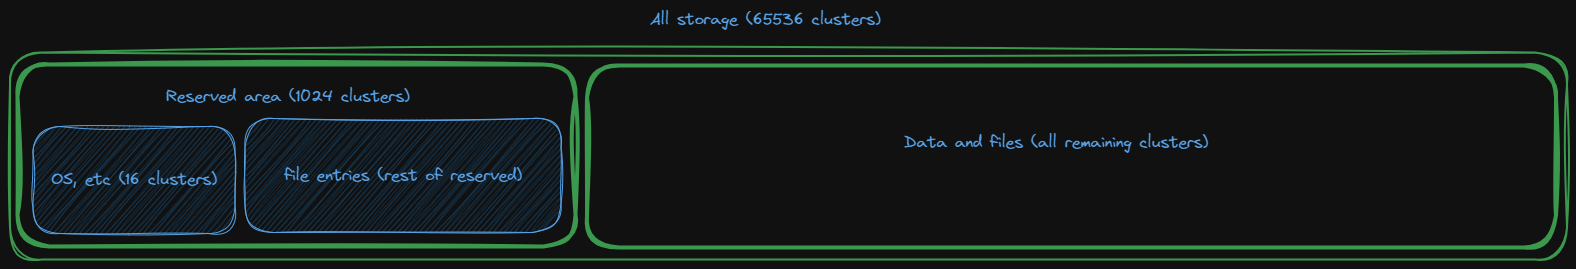 All storage (65536 clusters)
Reserved area (1024 clusters)
OS, etc (16 clusters)
file entries (rest of reserved)
Data and files (all remaining clusters)